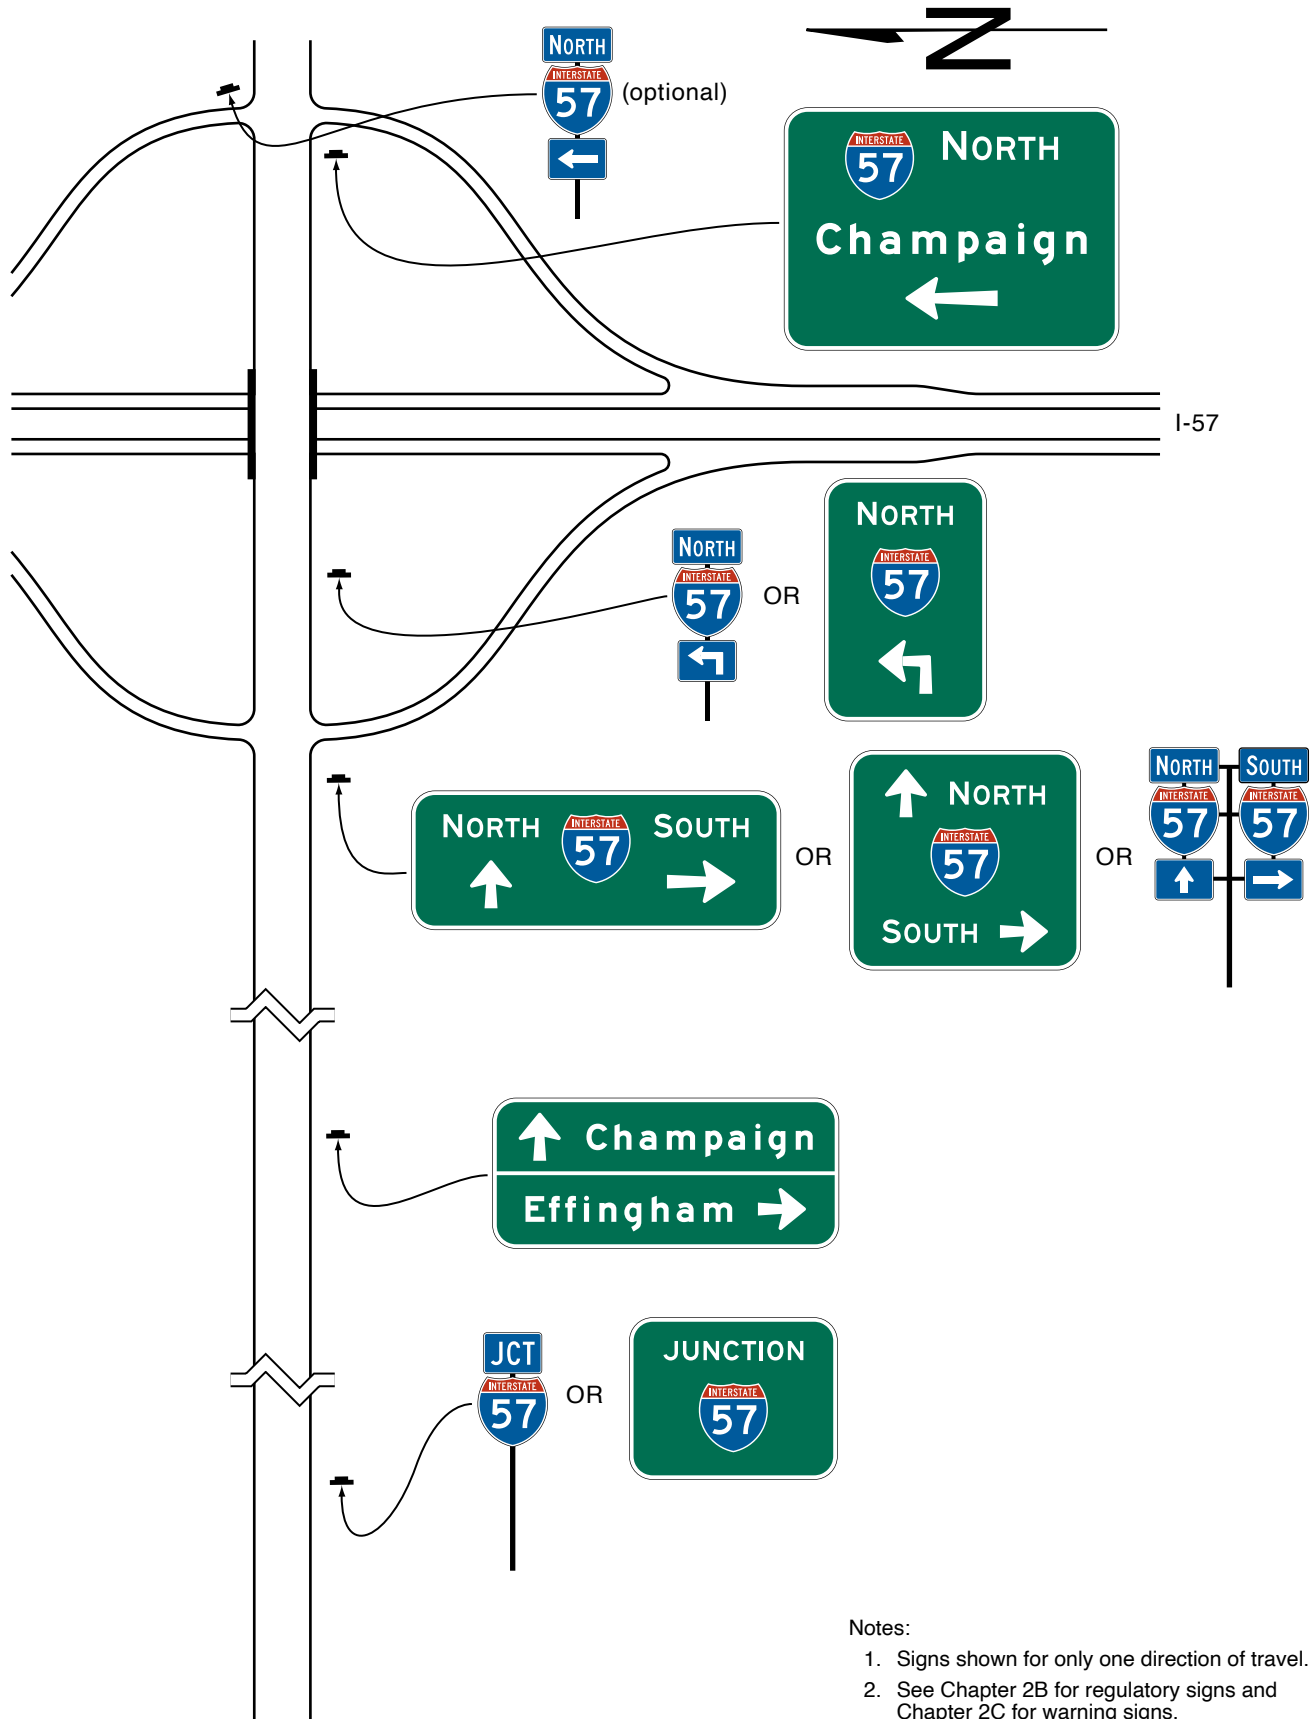 N
NORTH
INTERSTATE
57
(optional)
INTERSTATE
57
NORTH
Champaign
I-57
NORTH
INTERSTATE
57
OR
NORTH
INTERSTATE
57
NORTH
INTERSTATE
57
SOUTH
OR
NORTH
INTERSTATE
57
SOUTH
OR
NORTH
INTERSTATE
57
SOUTH
INTERSTATE
57
Champaign
Effingham
JCT
INTERSTATE
57
OR
JUNCTION
INTERSTATE
57
Notes:
1. Signs shown for only one direction of travel.
2. See Chapter 2B for regulatory signs and
Chapter 2C for warning signs.